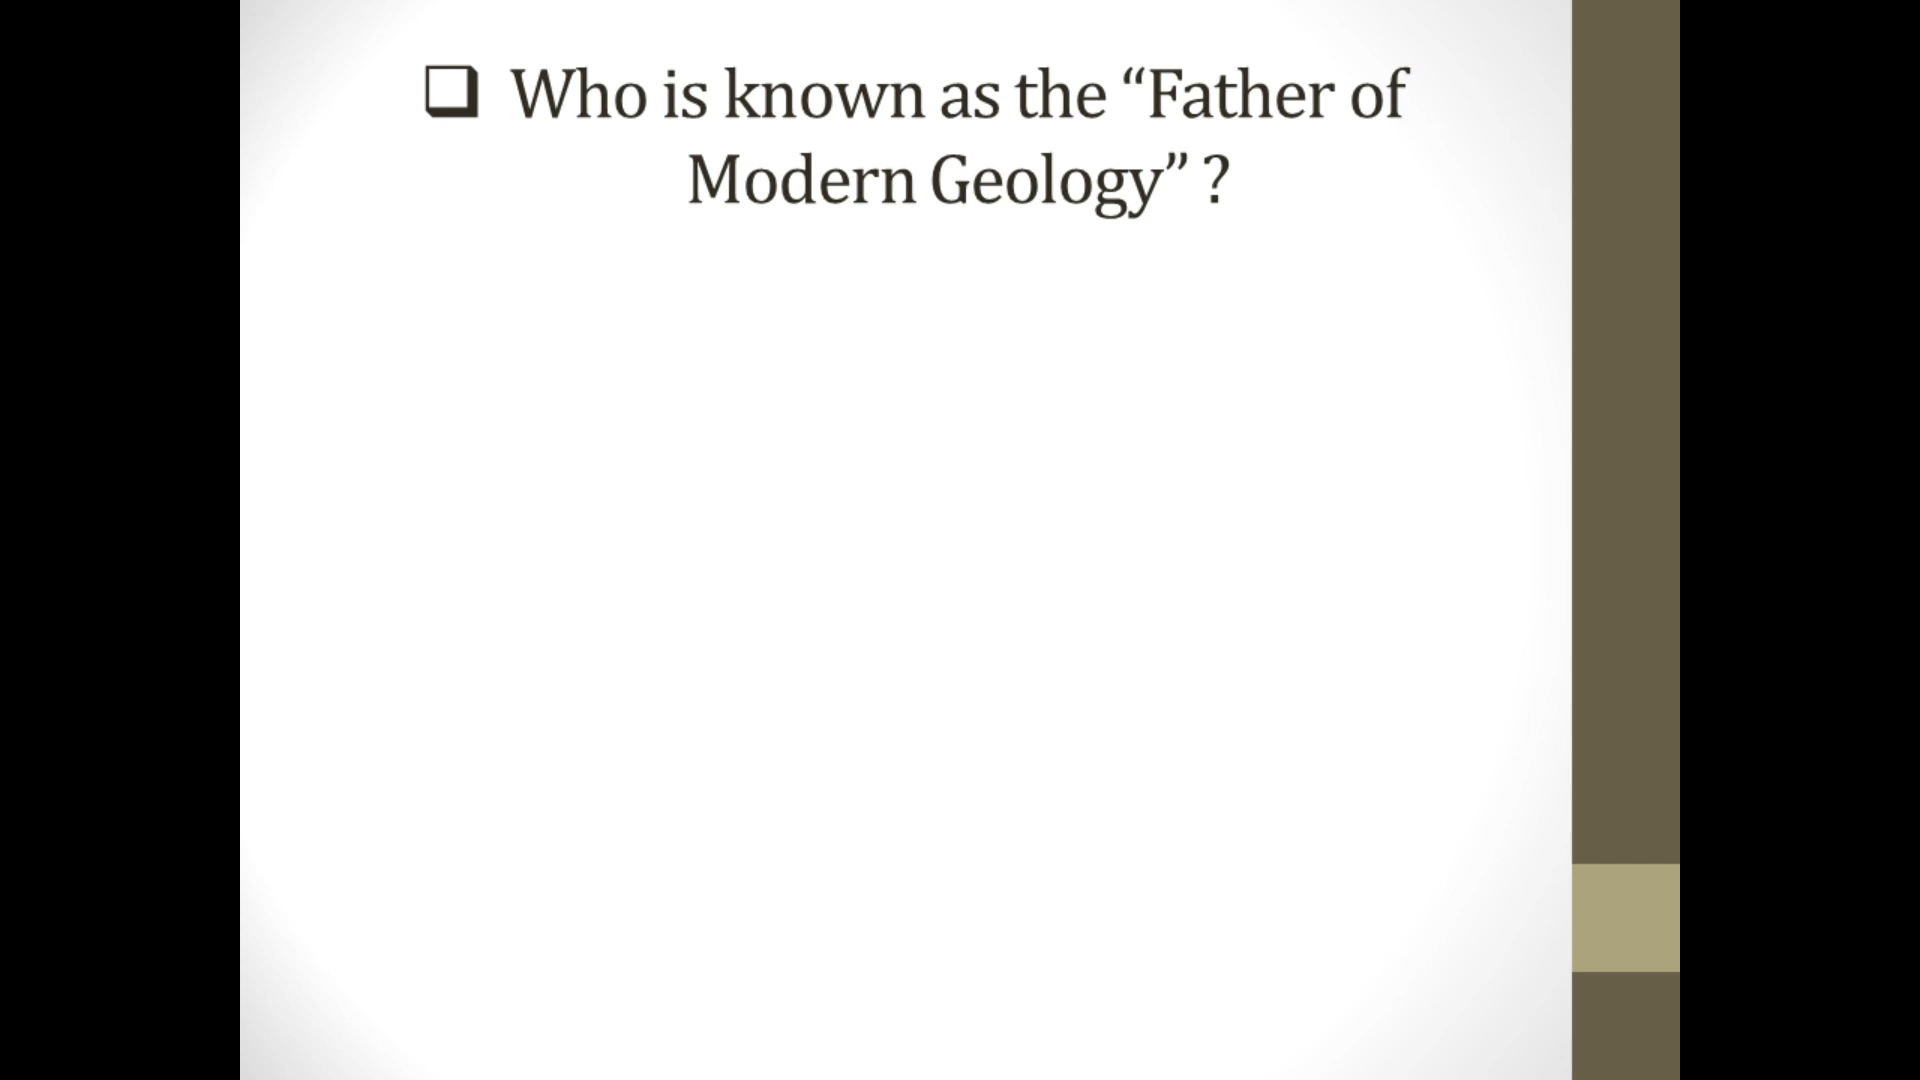 ❑ Who is known as the “Father of
Modern Geology” ?